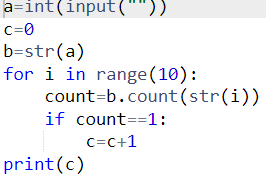 a=int(input(""))
c=0
b=str(a)
for i in range(10):
    count=b.count(str(i))
    if count==1:
        c=c+1
print(c)